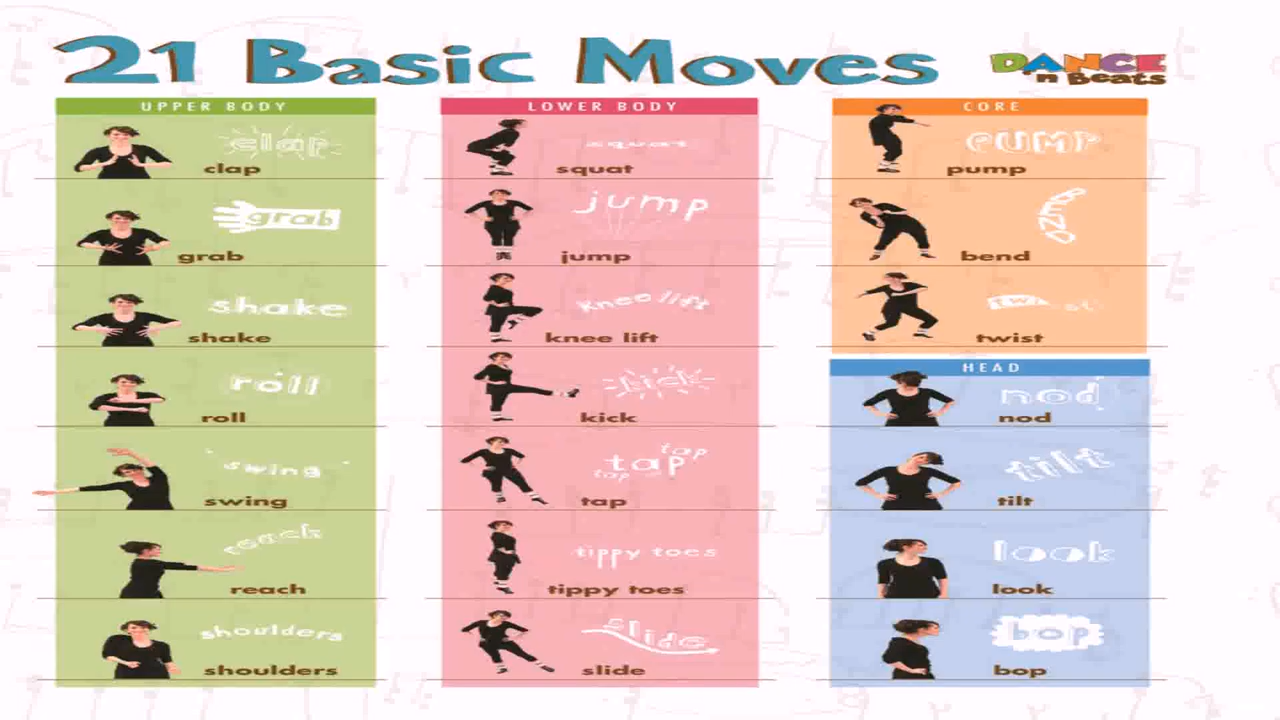 21 Basic Moves
DANCE
'n Beats
UPPER BODY
clap
clap
grab
grab
shake
shake
roll
roll
swing
swing
reach
reach
shoulders
shoulders
LOWER BODY
squat
squat
jump
jump
knee lift
knee lift
kick
kick
tap
tap
tap
tap
tippy toes
tippy toes
slide
slide
CORE
PUMP
pump
BEND
bend
twist
twist
HEAD
nod
nod
tilt
tilt
look
look
bop
bop